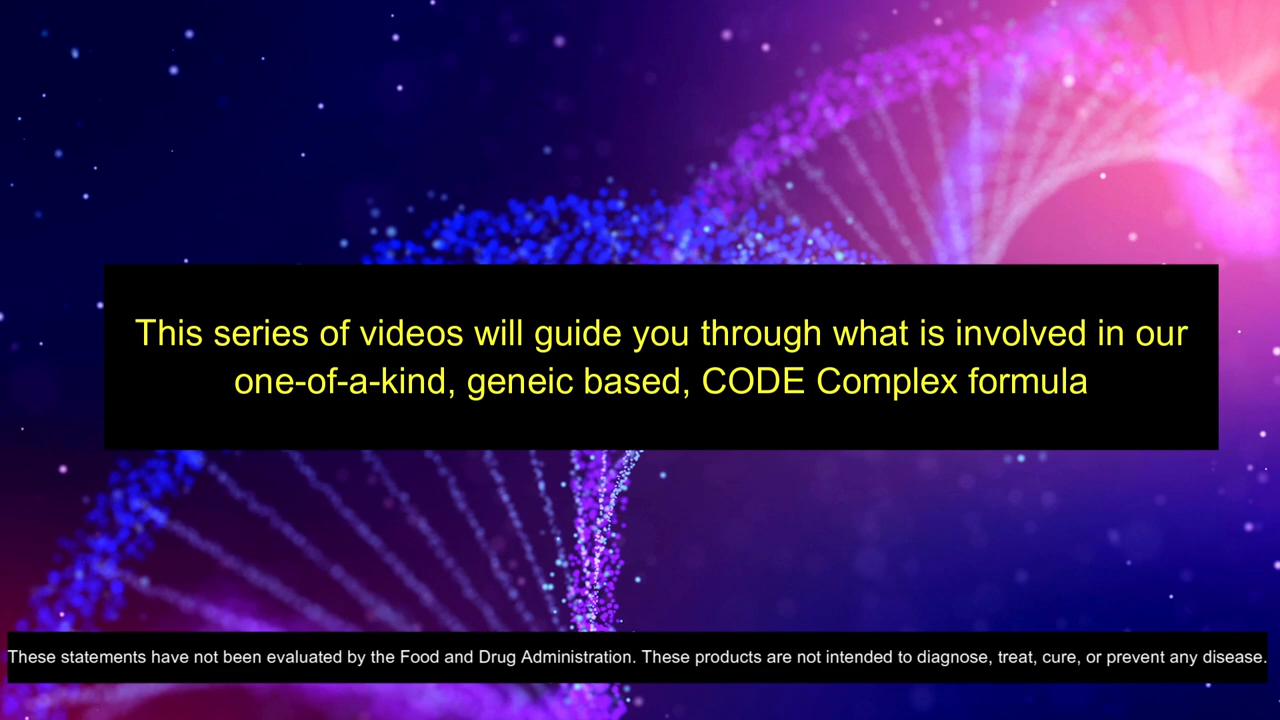 This series of videos will guide you through what is involved in our
one-of-a-kind, geneic based, CODE Complex formula
These statements have not been evaluated by the Food and Drug Administration. These products are not intended to diagnose, treat, cure, or prevent any disease.